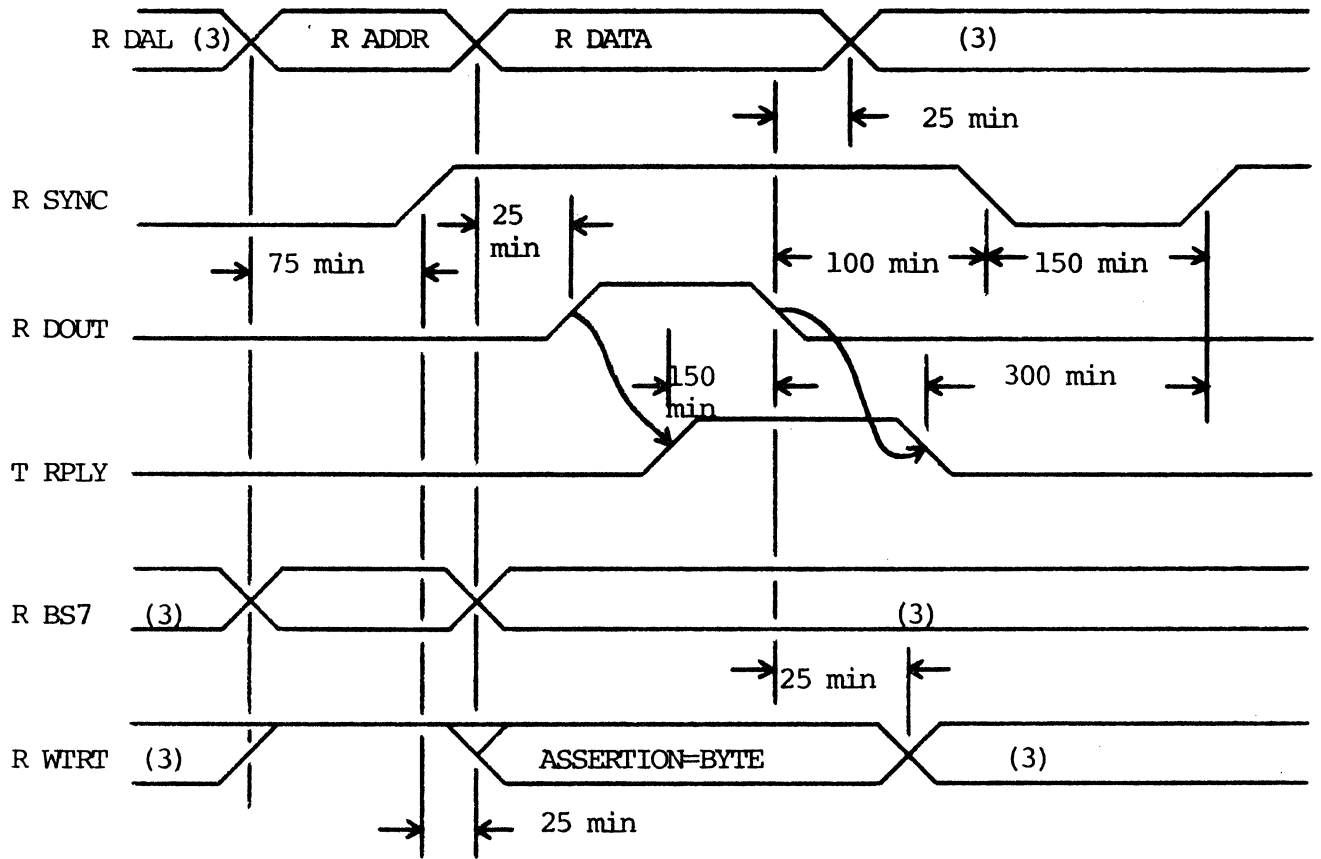 R DAL (3) R ADDR R DATA (3)
25 min
R SYNC
25
min
75 min
100 min 150 min
R DOUT
150
min
300 min
T RPLY
R BS7 (3) (3)
25 min
R WTRT (3) ASSERTION=BYTE (3)
25 min